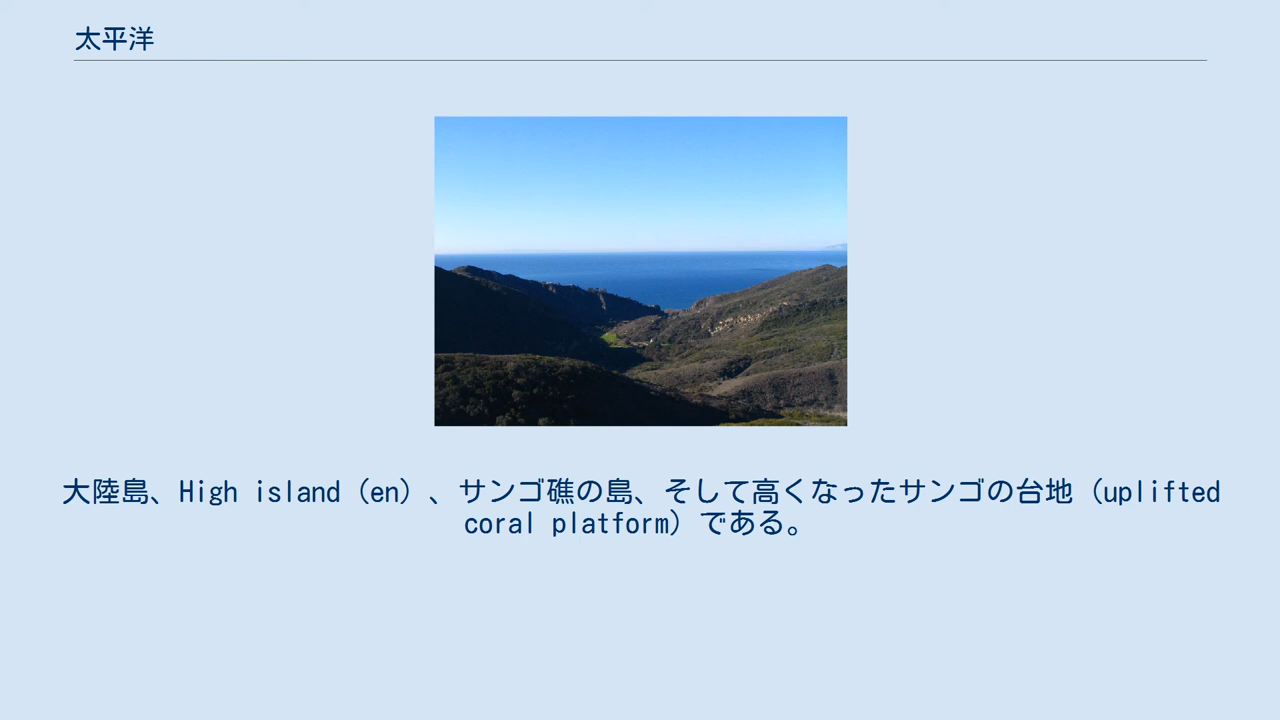 太平洋
大陸島、High island（en）、サンゴ礁の島、そして高くなったサンゴの台地（uplifted
coral platform）である。